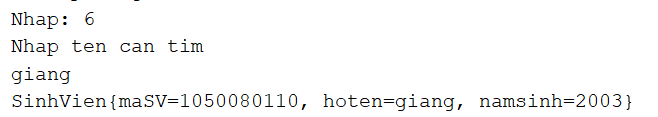 Nhap: 6
Nhap ten can tim
giang
SinhVien{maSV=1050080110, hoten=giang, namsinh=2003}